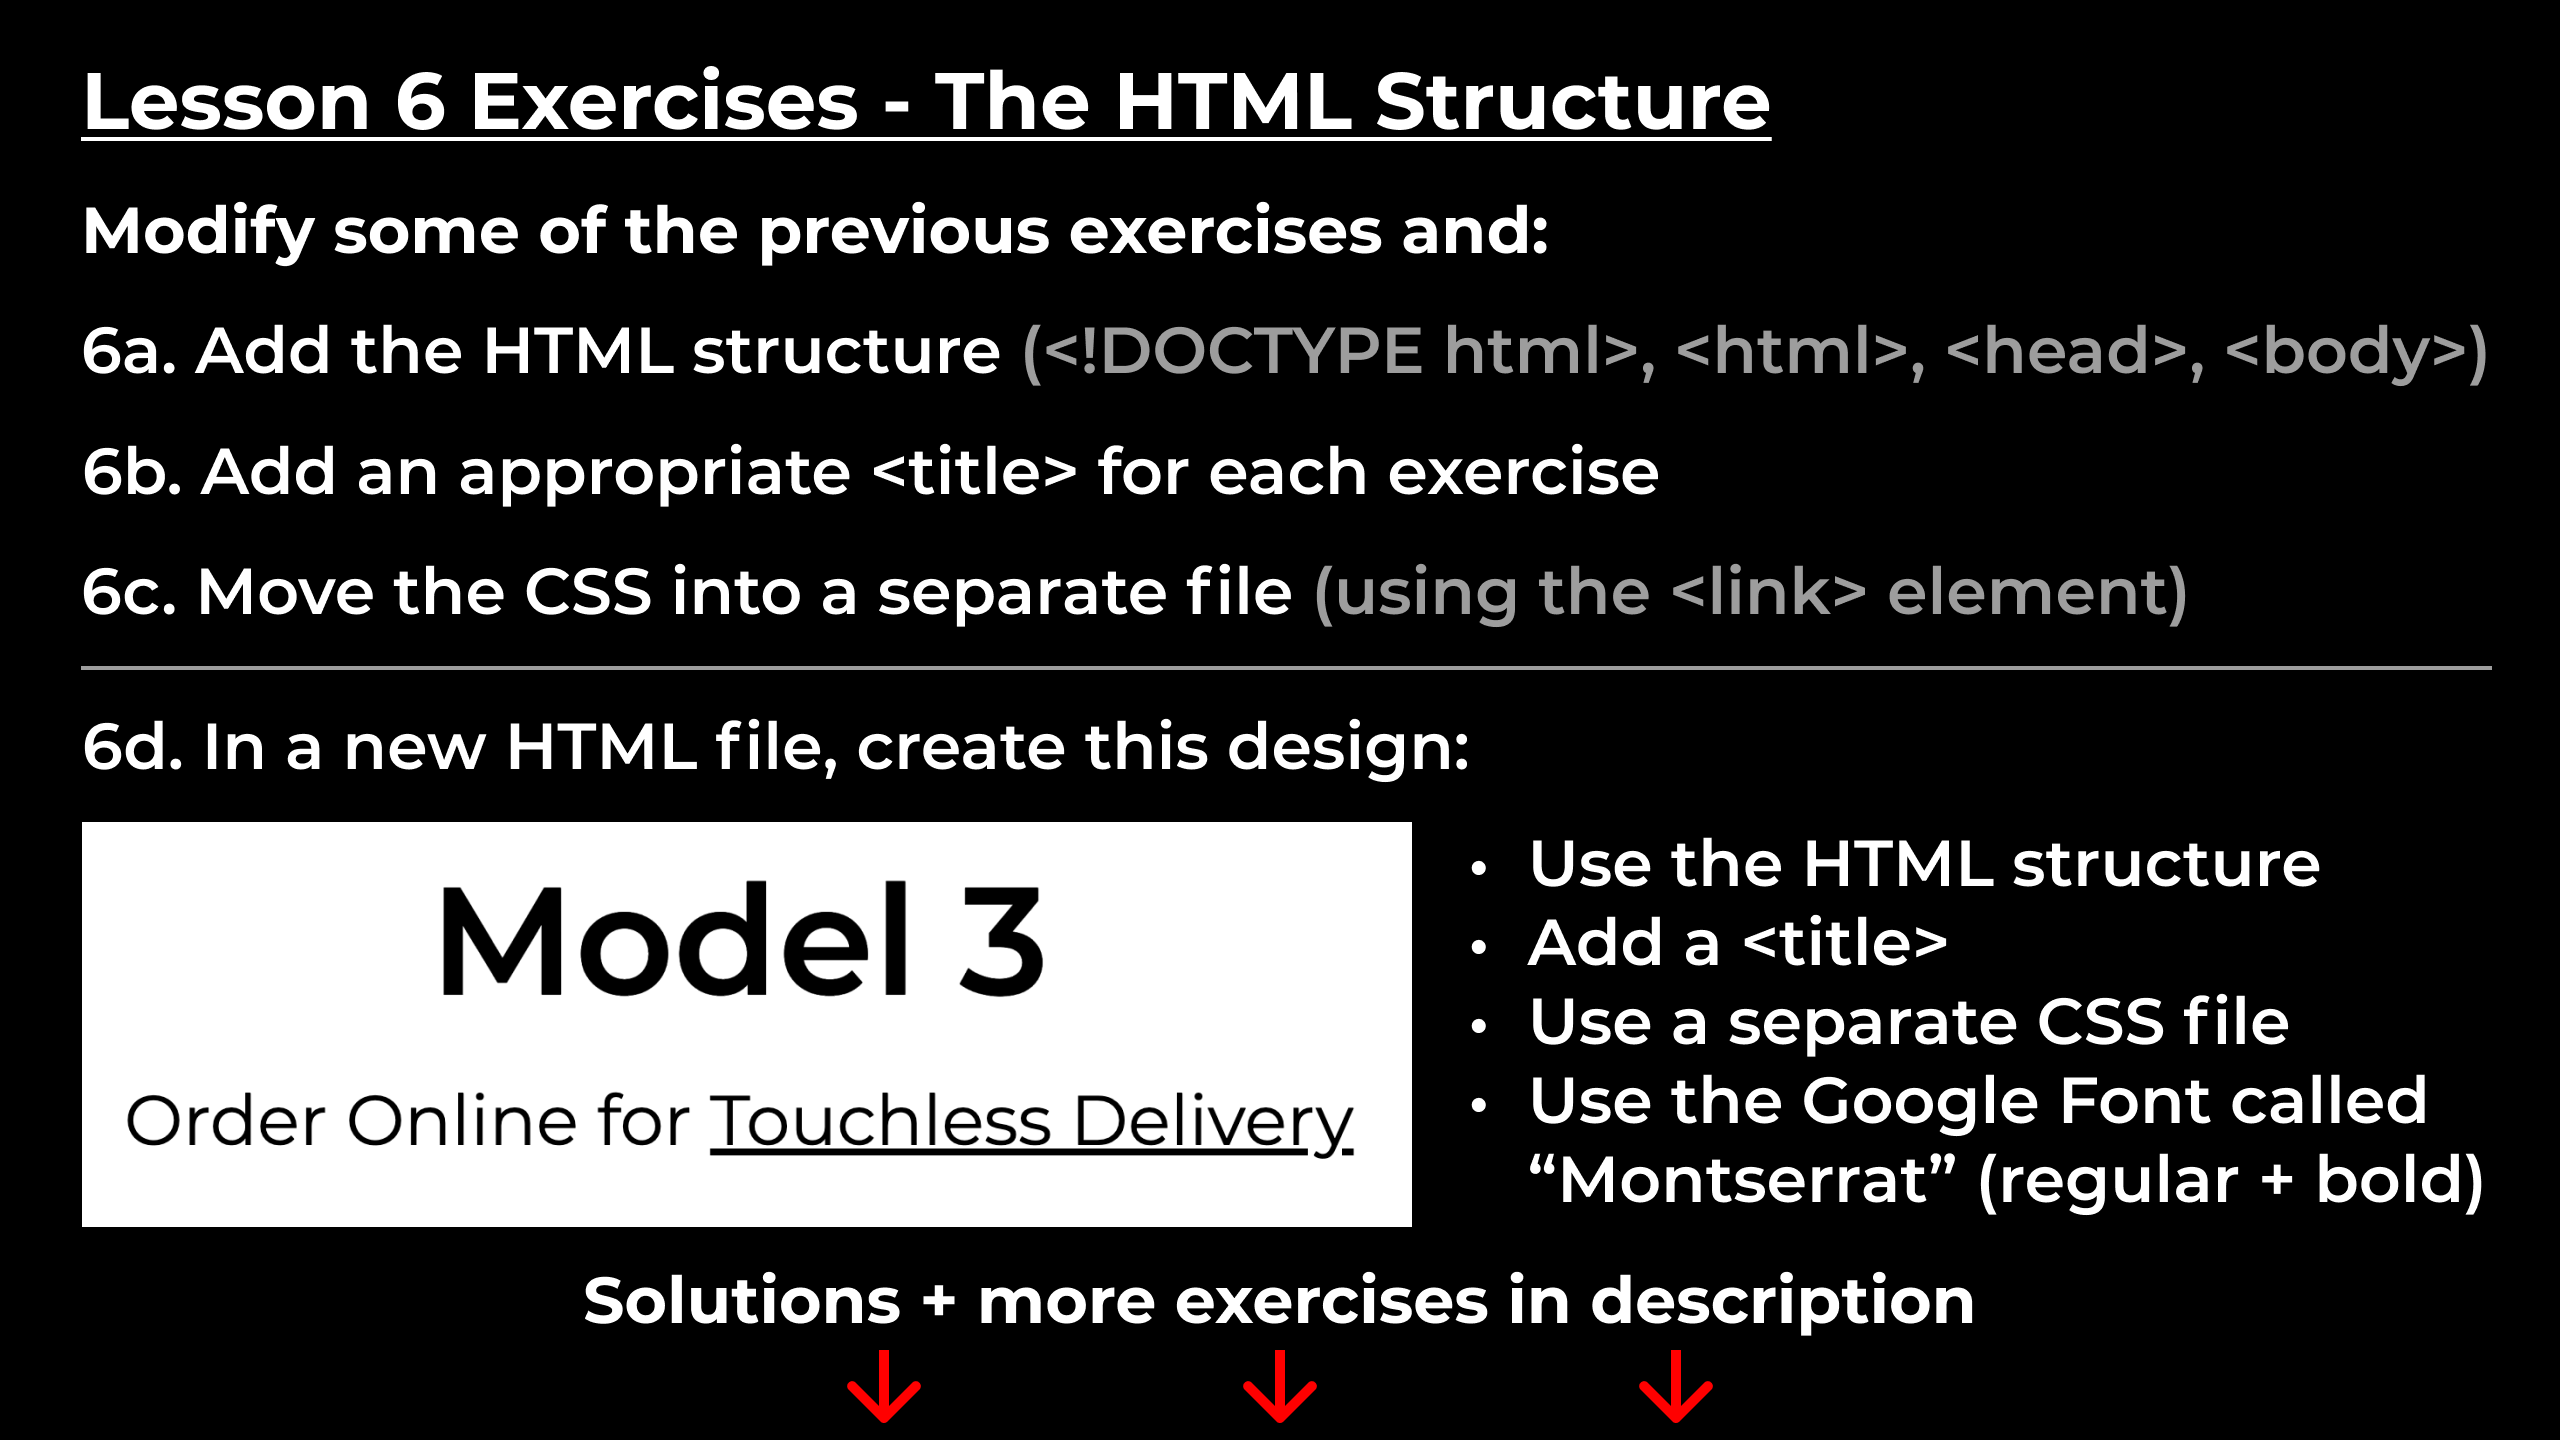 Lesson 6 Exercises - The HTML Structure
Modify some of the previous exercises and:
6a. Add the HTML structure (<!DOCTYPE html>, <html>, <head>, <body>)
6b. Add an appropriate <title> for each exercise
6c. Move the CSS into a separate file (using the <link> element)
6d. In a new HTML file, create this design:
Model 3
Order Online for Touchless Delivery
• Use the HTML structure
• Add a <title>
• Use a separate CSS file
• Use the Google Font called
“Montserrat” (regular + bold)
Solutions + more exercises in description